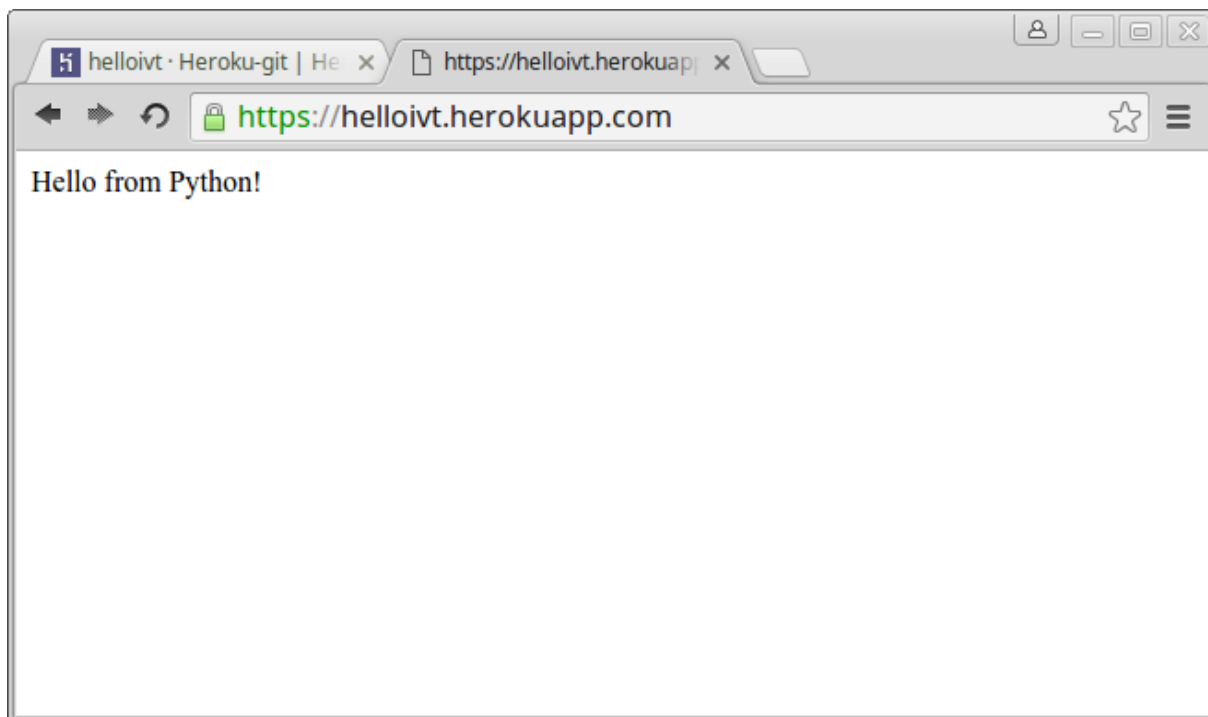 helloivt · Heroku-git | He
https://helloivt.herokuap
https://helloivt.herokuapp.com
Hello from Python!